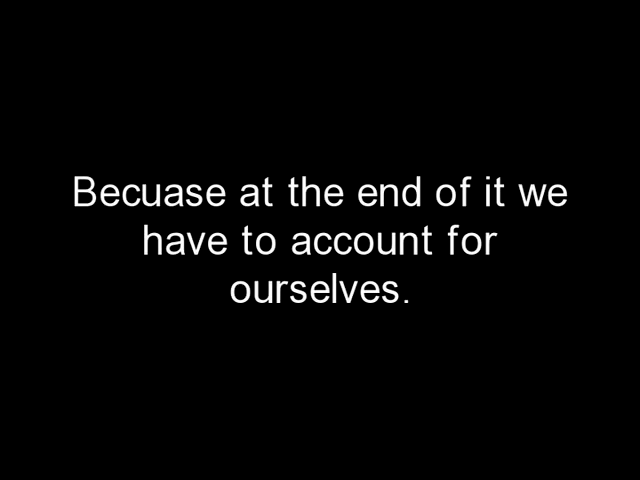 Becuase at the end of it we
have to account for
ourselves.